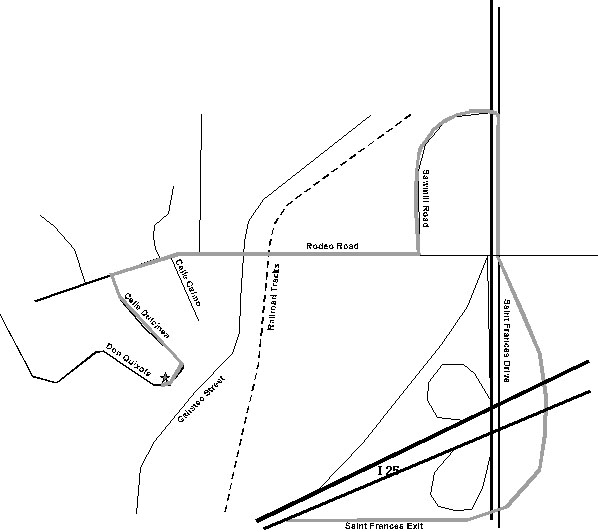 Sawmill Road
Rodeo Road
Calle Carino
Railroad Tracks
Calle Dulcinea
Saint Frances Drive
Don Quixote
Galisteo Street
I 25
Saint Frances Exit